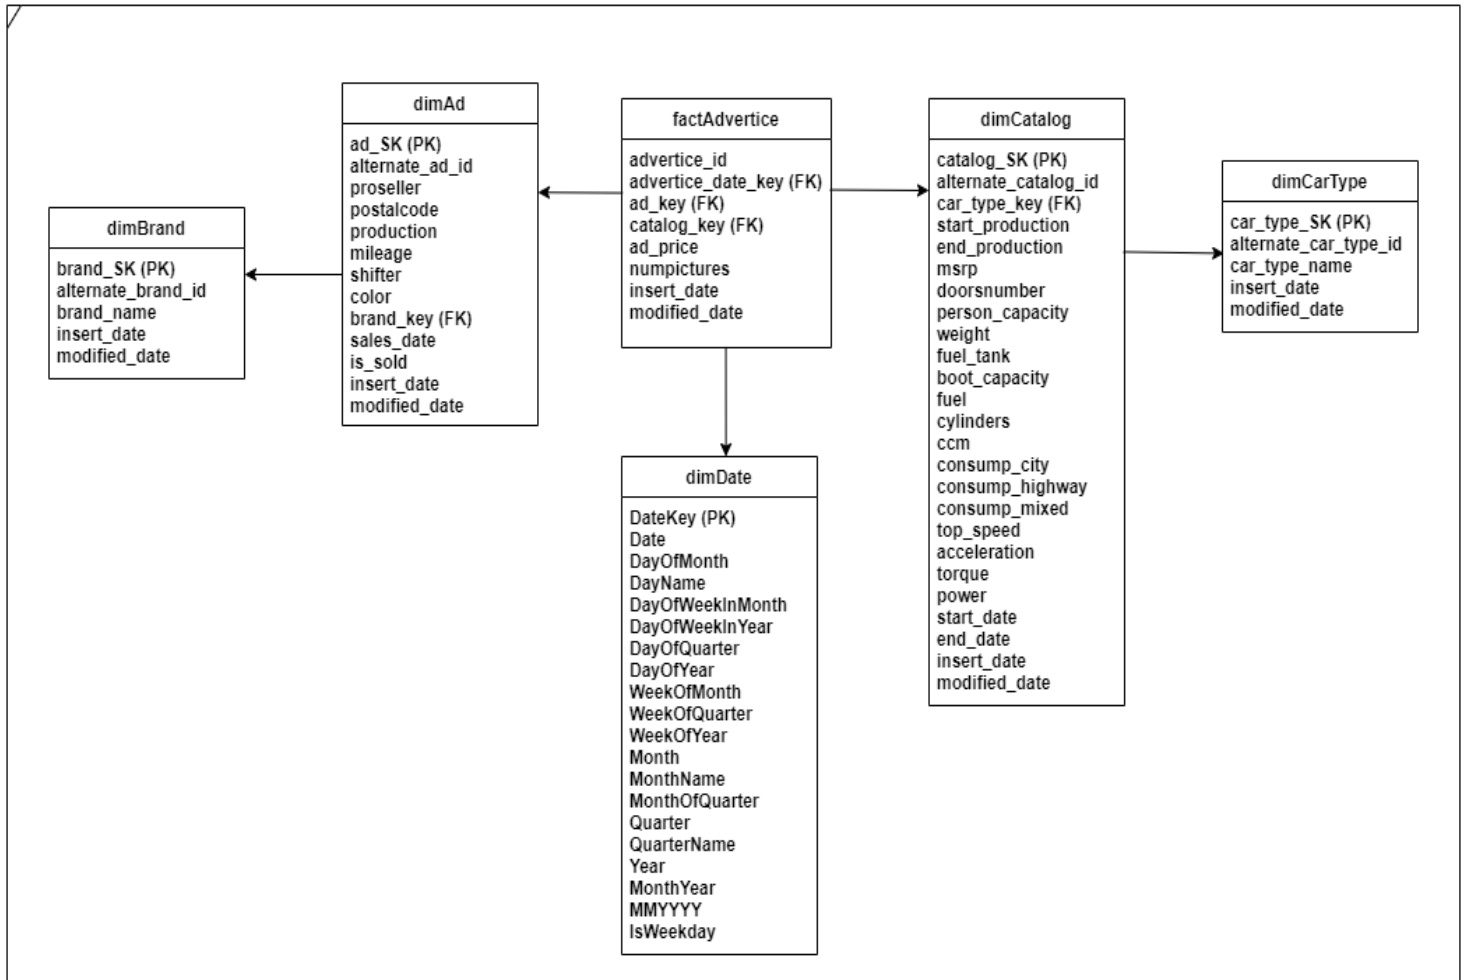 dimBrand
brand_SK (PK)
alternate_brand_id
brand_name
insert_date
modified_date
dimAd
ad_SK (PK)
alternate_ad_id
proseller
postalcode
production
mileage
shifter
color
brand_key (FK)
sales_date
is_sold
insert_date
modified_date
factAdvertice
advertice_id
advertice_date_key (FK)
ad_key (FK)
catalog_key (FK)
ad_price
numpictures
insert_date
modified_date
dimDate
DateKey (PK)
Date
DayOfMonth
DayName
DayOfWeekInMonth
DayOfWeekInYear
DayOfQuarter
DayOfYear
WeekOfMonth
WeekOfQuarter
WeekOfYear
Month
MonthName
MonthOfQuarter
Quarter
QuarterName
Year
MonthYear
MMYYYY
IsWeekday
dimCatalog
catalog_SK (PK)
alternate_catalog_id
car_type_key (FK)
start_production
end_production
msrp
doorsnumber
person_capacity
weight
fuel_tank
boot_capacity
fuel
cylinders
ccm
consump_city
consump_highway
consump_mixed
top_speed
acceleration
torque
power
start_date
end_date
insert_date
modified_date
dimCarType
car_type_SK (PK)
alternate_car_type_id
car_type_name
insert_date
modified_date